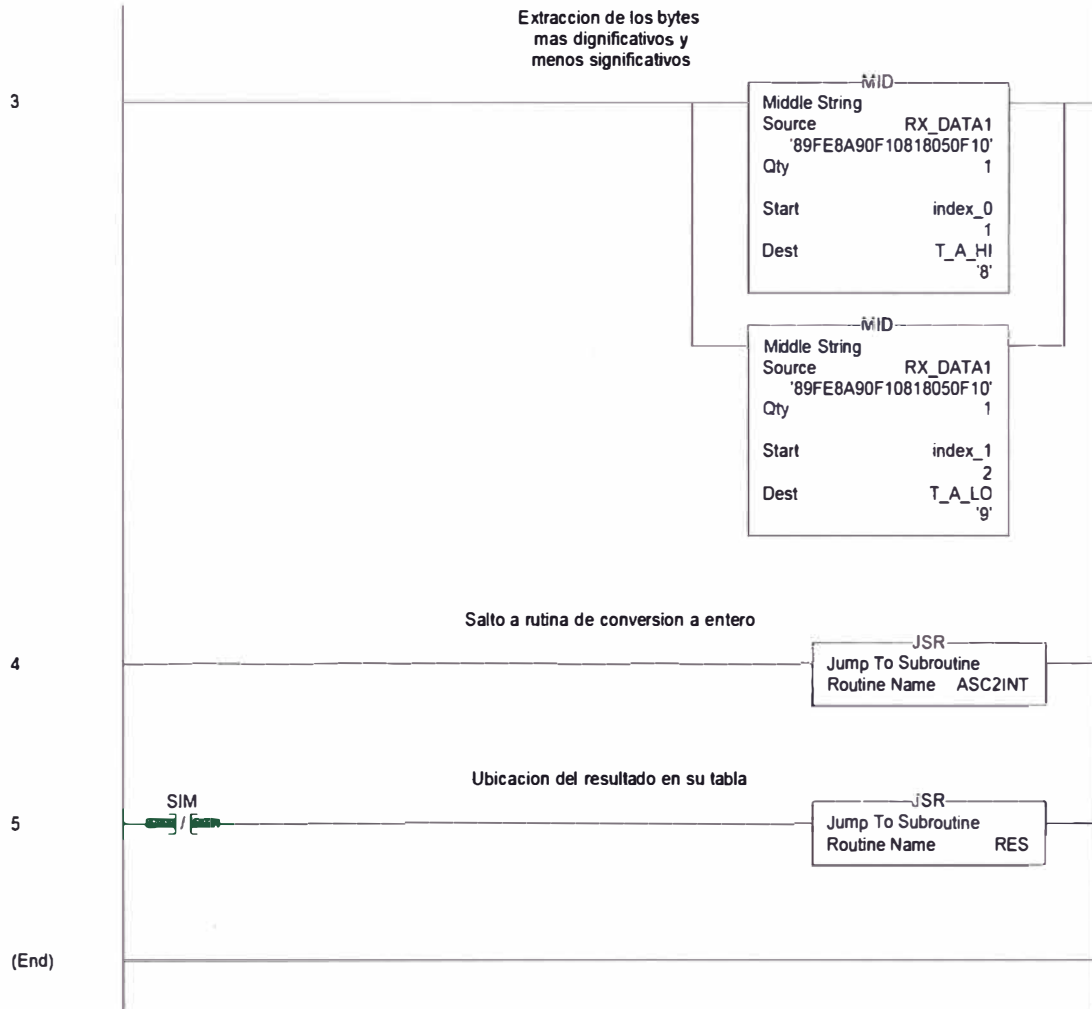 Extraccion de los bytes
mas dignificativos y
menos significativos
3
MID
Middle String
Source RX_DATA1
'89FE8A90F10818050F10'
Qty 1
Start index_0
1
Dest T_A_HI
'8'
MID
Middle String
Source RX_DATA1
'89FE8A90F10818050F10'
Qty 1
Start index_1
2
Dest T_A_LO
'9'
Salto a rutina de conversion a entero
4
JSR
Jump To Subroutine
Routine Name ASC2INT
Ubicacion del resultado en su tabla
SIM
5
/
JSR
Jump To Subroutine
Routine Name RES
(End)